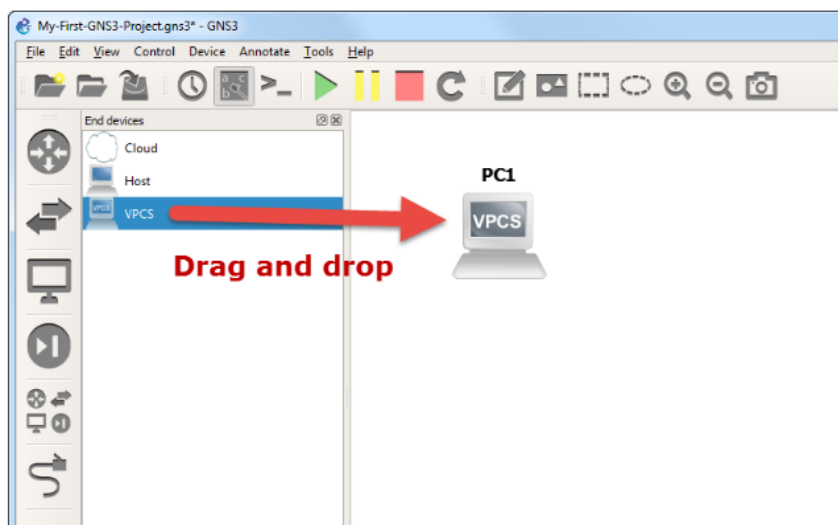 My-First-GNS3-Project.gns3* - GNS3
File Edit View Control Device Annotate Tools Help
a c
b
End devices
Cloud
Host
VPCS
VPCS
PC1
VPCS
Drag and drop